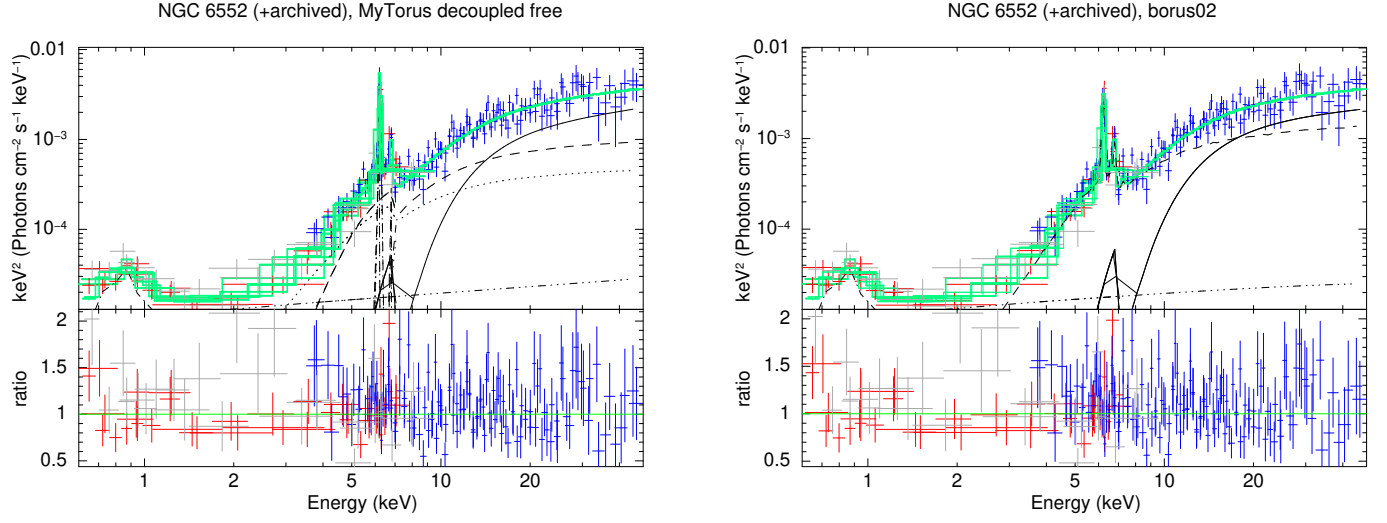 NGC 6552 (+archived), MyTorus decoupled free
0.01
10⁻³
10⁻⁴
keV² (Photons cm⁻² s⁻¹ keV⁻¹)
2
1.5
1
0.5
ratio
1 2 5 10 20
Energy (keV)
NGC 6552 (+archived), borus02
0.01
10⁻³
10⁻⁴
keV² (Photons cm⁻² s⁻¹ keV⁻¹)
2
1.5
1
0.5
ratio
1 2 5 10 20
Energy (keV)